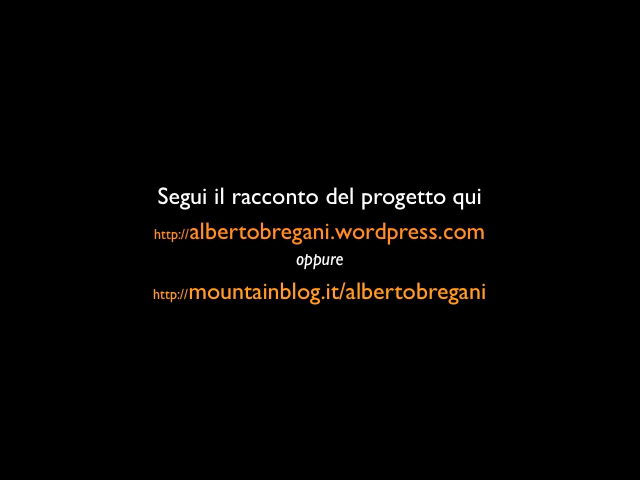 Segui il racconto del progetto qui
http://albertobregani.wordpress.com
oppure
http://mountainblog.it/albertobregani